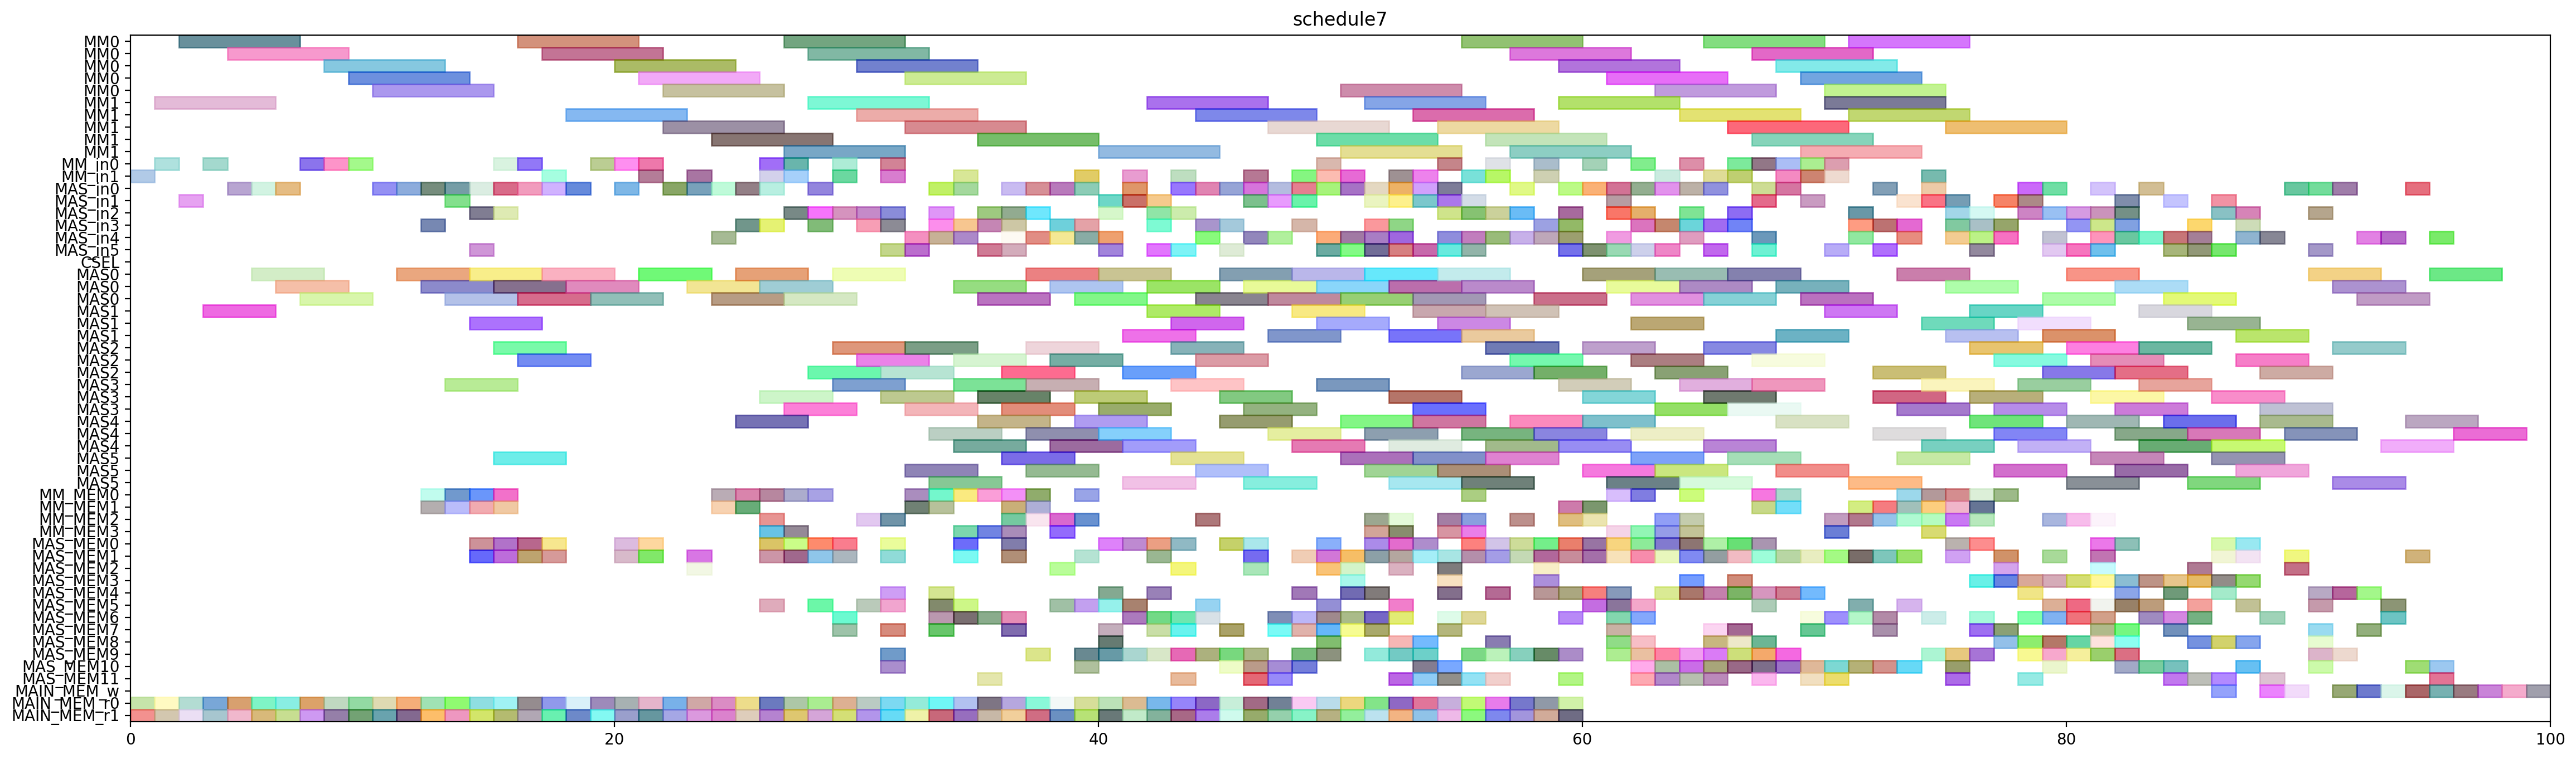 schedule7
MM0
MM0
MM0
MM0
MM0
MM1
MM1
MM1
MM1
MM1
MM_in0
MM_in1
MAS_in0
MAS_in1
MAS_in2
MAS_in3
MAS_in4
MAS_in5
CSEL
MAS0
MAS0
MAS0
MAS1
MAS1
MAS1
MAS2
MAS2
MAS2
MAS3
MAS3
MAS3
MAS4
MAS4
MAS4
MAS5
MAS5
MAS5
MM_MEM0
MM_MEM1
MM_MEM2
MM_MEM3
MAS_MEM0
MAS_MEM1
MAS_MEM2
MAS_MEM3
MAS_MEM4
MAS_MEM5
MAS_MEM6
MAS_MEM7
MAS_MEM8
MAS_MEM9
MAS_MEM10
MAS_MEM11
MAIN_MEM_w
MAIN_MEM_r0
MAIN_MEM_r1
0 20 40 60 80 100